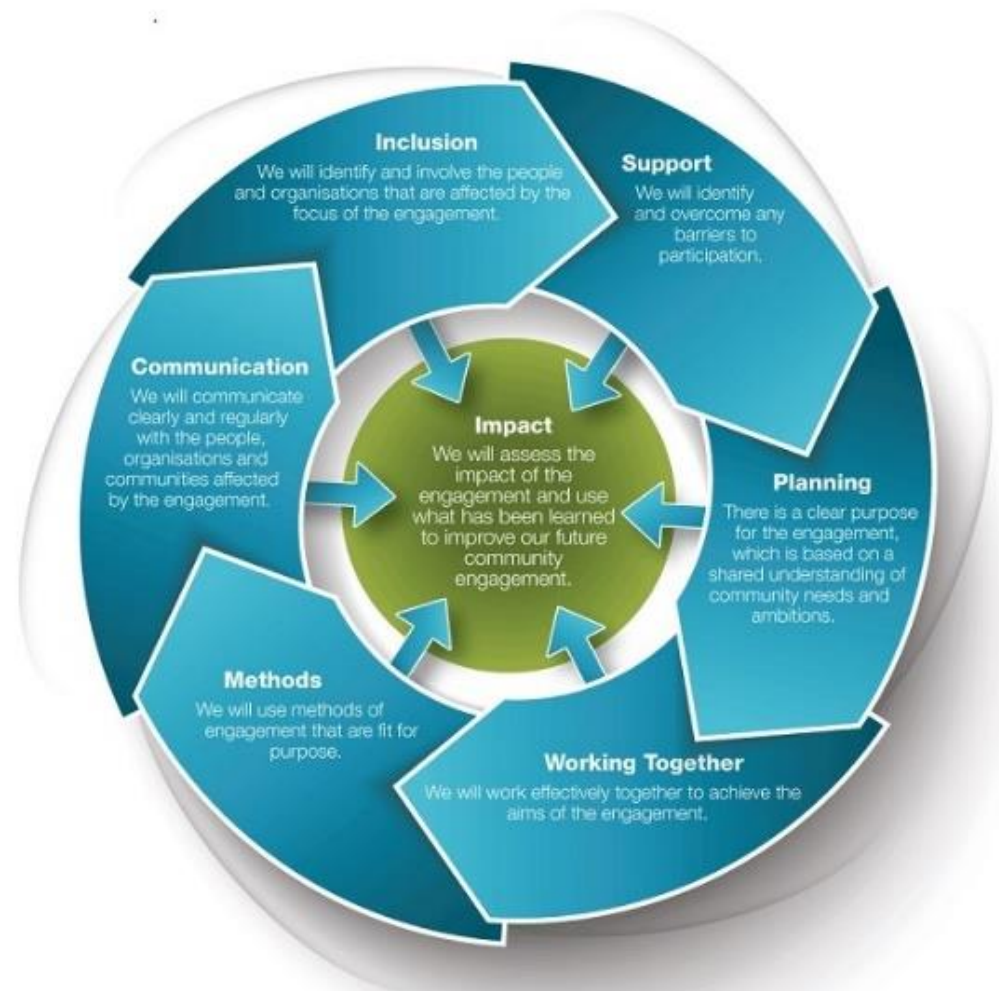 Inclusion
We will identify and involve the people
and organisations that are affected by the
focus of the engagement.
Support
We will identify
and overcome any
barriers to
participation.
Planning
There is a clear purpose
for the engagement,
which is based on a
shared understanding of
community needs and
ambitions.
Working Together
We will work effectively together to achieve the
aims of the engagement.
Methods
We will use methods of
engagement that are fit for
purpose.
Communication
We will communicate
clearly and regularly
with the people,
organisations and
communities affected
by the engagement.
Impact
We will assess the
impact of the
engagement and use
what has been learned
to improve our future
community
engagement.